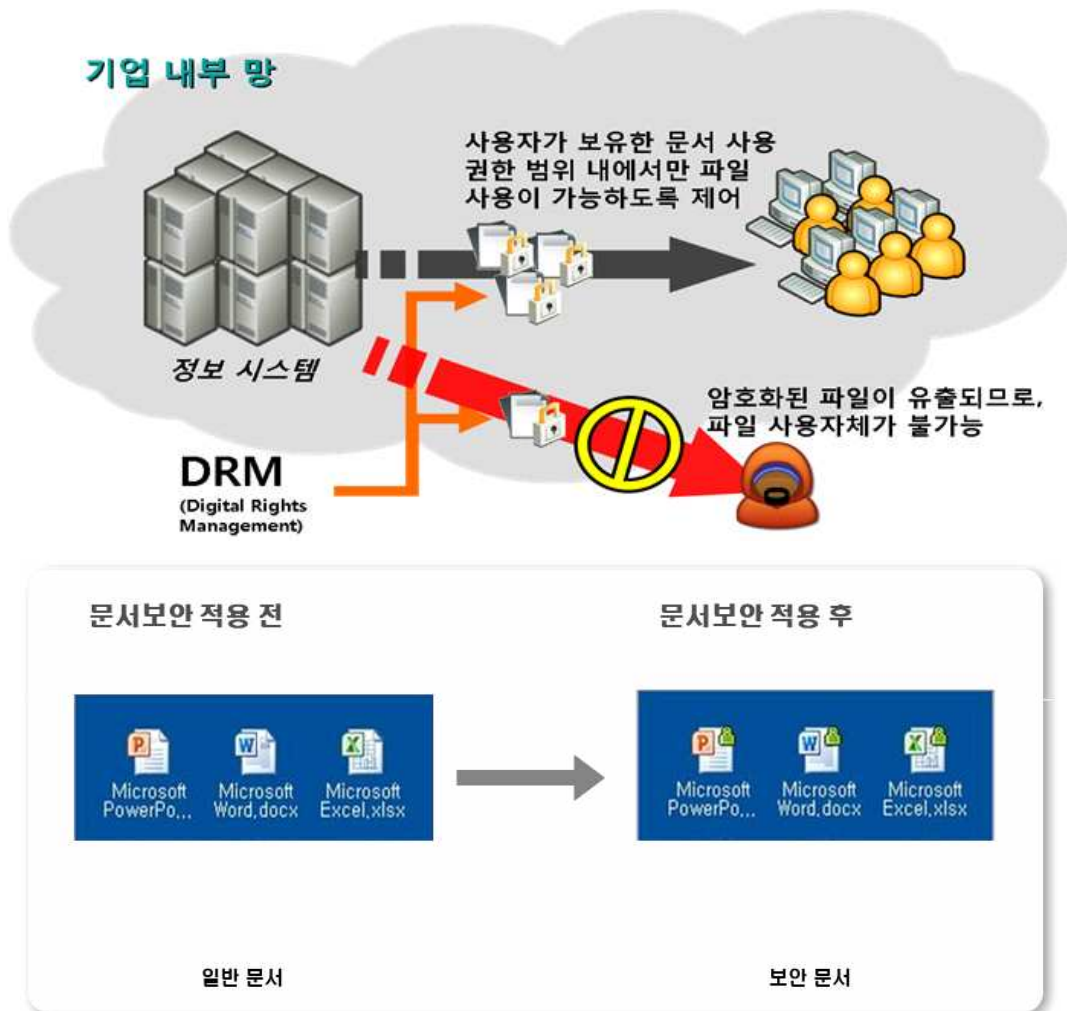 기업 내부 망
사용자가 보유한 문서 사용
권한 범위 내에서만 파일
사용이 가능하도록 제어
정보 시스템
암호화된 파일이 유출되므로,
파일 사용자체가 불가능
DRM
(Digital Rights
Management)
문서보안 적용 전
문서보안 적용 후
Microsoft
PowerPo...
Microsoft
Word.docx
Microsoft
Excel.xlsx
Microsoft
PowerPo...
Microsoft
Word.docx
Microsoft
Excel.xlsx
일반 문서
보안 문서